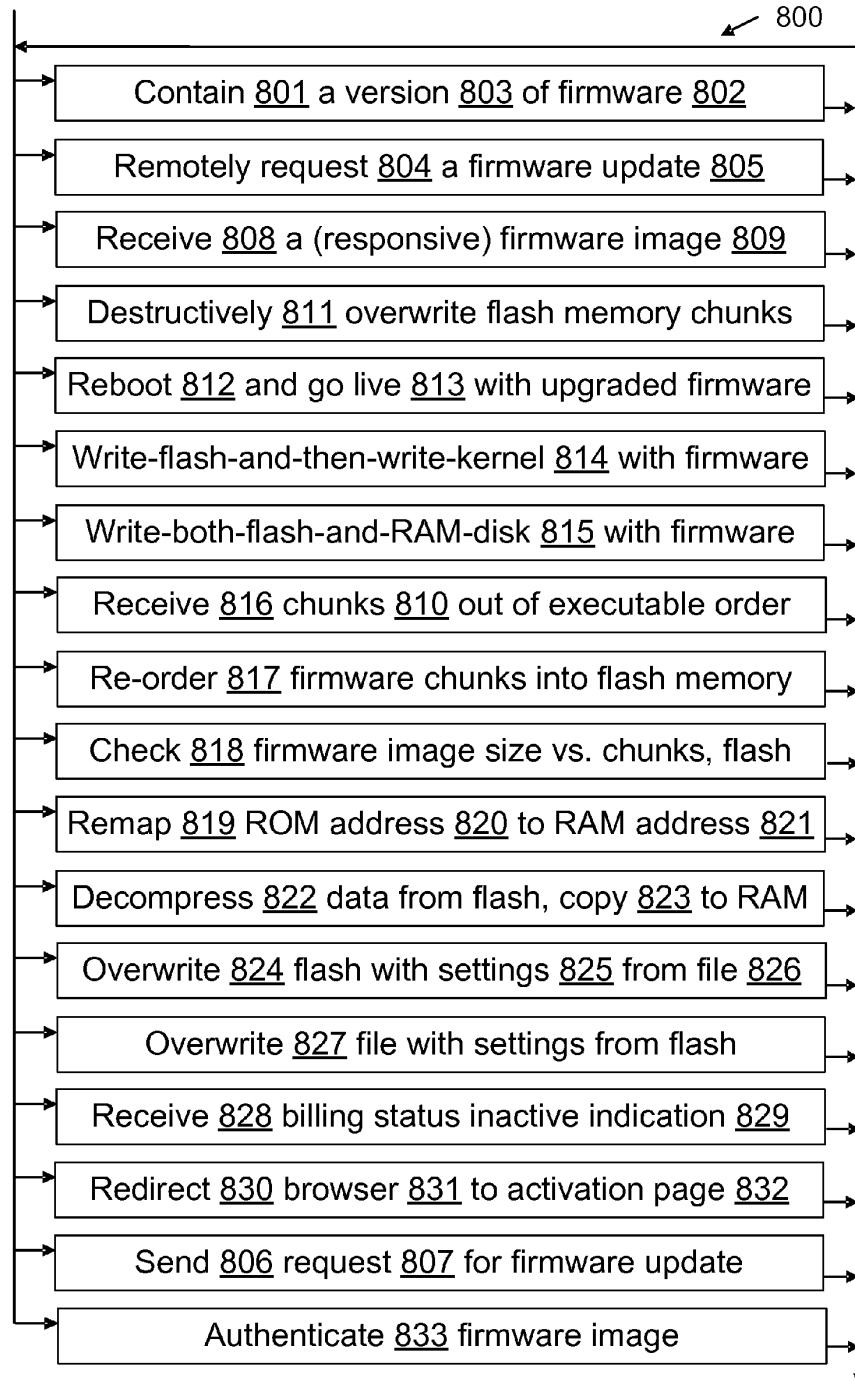 800
Contain 801 a version 803 of firmware 802
Remotely request 804 a firmware update 805
Receive 808 a (responsive) firmware image 809
Destructively 811 overwrite flash memory chunks
Reboot 812 and go live 813 with upgraded firmware
Write-flash-and-then-write-kernel 814 with firmware
Write-both-flash-and-RAM-disk 815 with firmware
Receive 816 chunks 810 out of executable order
Re-order 817 firmware chunks into flash memory
Check 818 firmware image size vs. chunks, flash
Remap 819 ROM address 820 to RAM address 821
Decompress 822 data from flash, copy 823 to RAM
Overwrite 824 flash with settings 825 from file 826
Overwrite 827 file with settings from flash
Receive 828 billing status inactive indication 829
Redirect 830 browser 831 to activation page 832
Send 806 request 807 for firmware update
Authenticate 833 firmware image